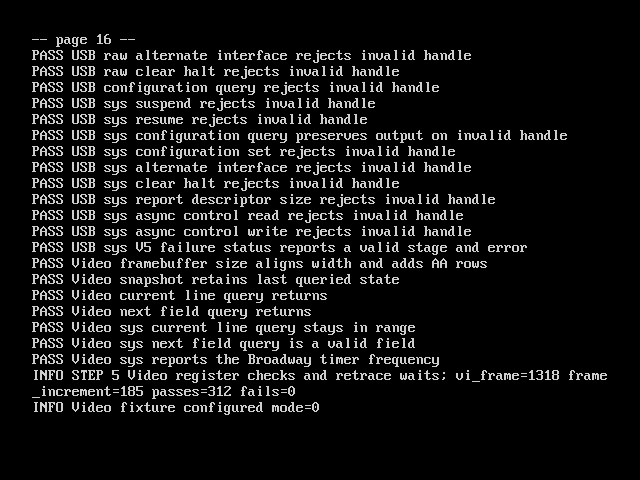 -- page 16 --
PASS USB raw alternate interface rejects invalid handle
PASS USB raw clear halt rejects invalid handle
PASS USB configuration query rejects invalid handle
PASS USB sys suspend rejects invalid handle
PASS USB sys resume rejects invalid handle
PASS USB sys configuration query preserves output on invalid handle
PASS USB sys configuration set rejects invalid handle
PASS USB sys alternate interface rejects invalid handle
PASS USB sys clear halt rejects invalid handle
PASS USB sys report descriptor size rejects invalid handle
PASS USB sys async control read rejects invalid handle
PASS USB sys async control write rejects invalid handle
PASS USB sys V5 failure status reports a valid stage and error
PASS Video framebuffer size aligns width and adds AA rows
PASS Video snapshot retains last queried state
PASS Video current line query returns
PASS Video next field query returns
PASS Video sys current line query stays in range
PASS Video sys next field query is a valid field
PASS Video sys reports the Broadway timer frequency
INFO STEP 5 Video register checks and retrace waits; vi_frame=1318 frame
_increment=185 passes=312 fails=0
INFO Video fixture configured mode=0